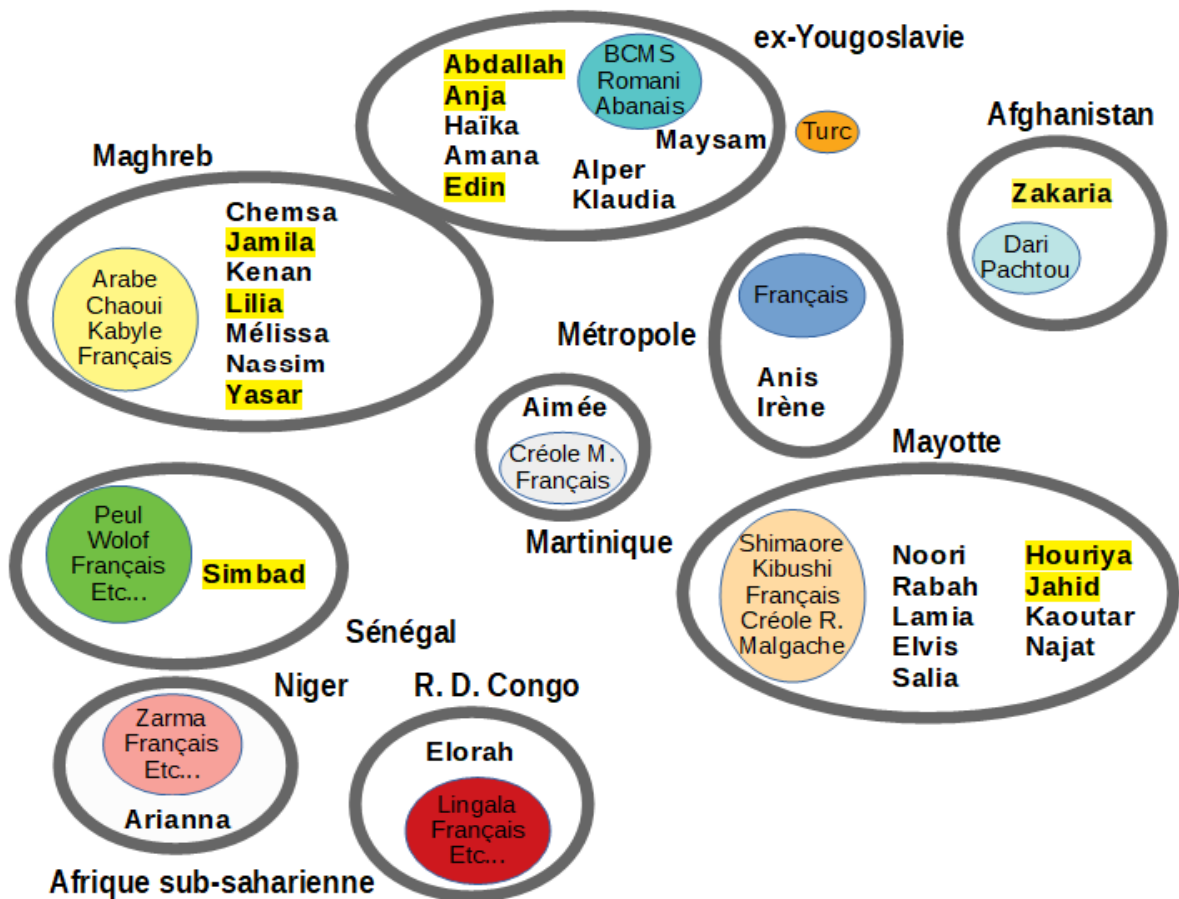 ex-Yougoslavie
Abdallah
Anja
Haïka
Amana
Edin
BCMS
Romani
Abanais
Maysam
Alper
Klaudia
Turc
Afghanistan
Zakaria
Dari
Pachtou
Maghreb
Arabe
Chaoui
Kabyle
Français
Chemsa
Jamila
Kenan
Lilia
Mélissa
Nassim
Yasar
Métropole
Français
Anis
Irène
Aimée
Créole M.
Français
Martinique
Mayotte
Shimaore
Kibushi
Français
Créole R.
Malgache
Noori
Rabah
Lamia
Elvis
Salia
Houriya
Jahid
Kaoutar
Najat
Peul
Wolof
Français
Etc...
Simbad
Sénégal
Niger
Zarma
Français
Etc...
Arianna
R. D. Congo
Elorah
Lingala
Français
Etc...
Afrique sub-saharienne